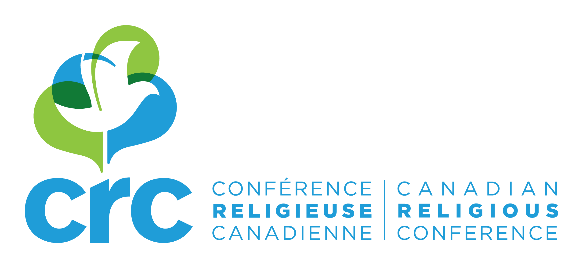 crc
CONFÉRENCE
RELIGIEUSE
CANADIENNE
CANADIAN
RELIGIOUS
CONFERENCE